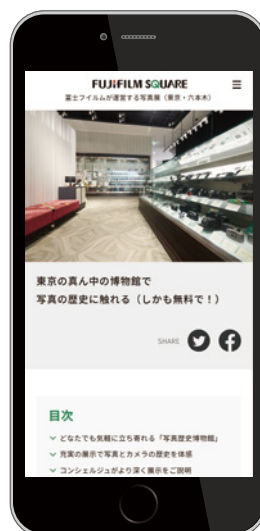 FUJIFILM SQUARE
富士フイルムが運営する写真展（東京・六本木）
東京の真ん中の博物館で
写真の歴史に触れる（しかも無料で！）
SHARE
目次
どなたでも気軽に立ち寄れる「写真歴史博物館」
充実の展示で写真とカメラの歴史を体感
コンシェルジュがより深く展示をご説明